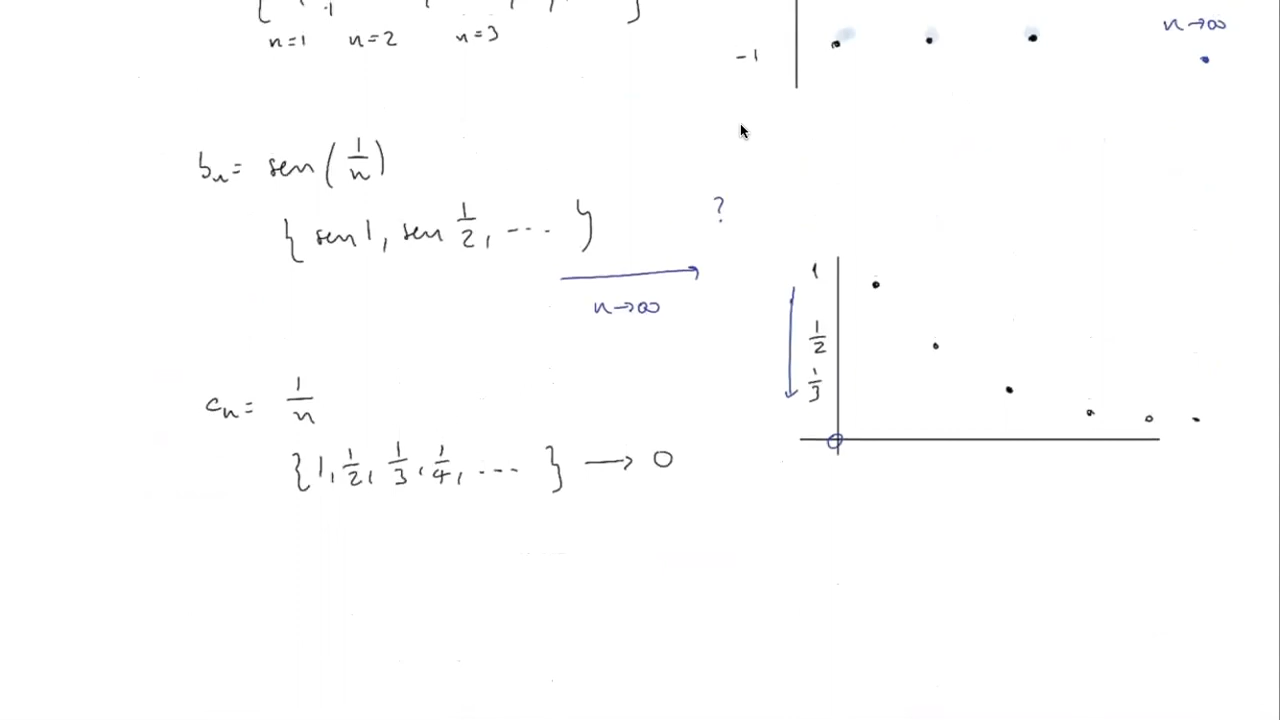 n=1 n=2 n=3
n→∞
-1
bₙ= sen(1/n)
{ sen 1, sen 1/2, ... }
?
n→∞
1
1/2
1/3
cₙ= 1/n
{1, 1/2, 1/3, 1/4, ... } → 0